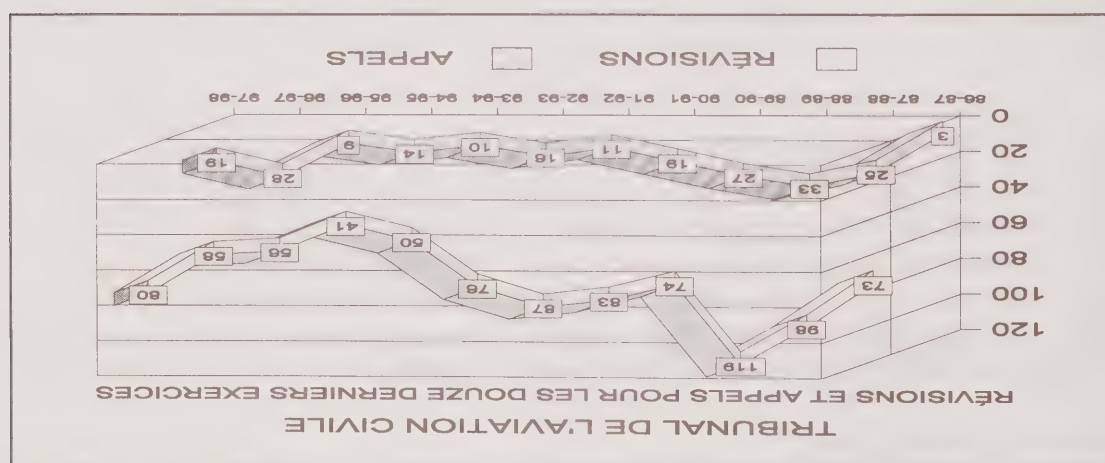 TRIBUNAL DE L'AVIATION CIVILE
RÉVISIONS ET APPELS POUR LES DOUZE DERNIERS EXERCICES
120
100
80
60
40
20
0
73 98 119 74 83 87 76 50 41 56 58 80
3 25 33 27 19 11 16 10 14 9 28 19
86-87 87-88 88-89 89-90 90-91 91-92 92-93 93-94 94-95 95-96 96-97 97-98
RÉVISIONS APPELS